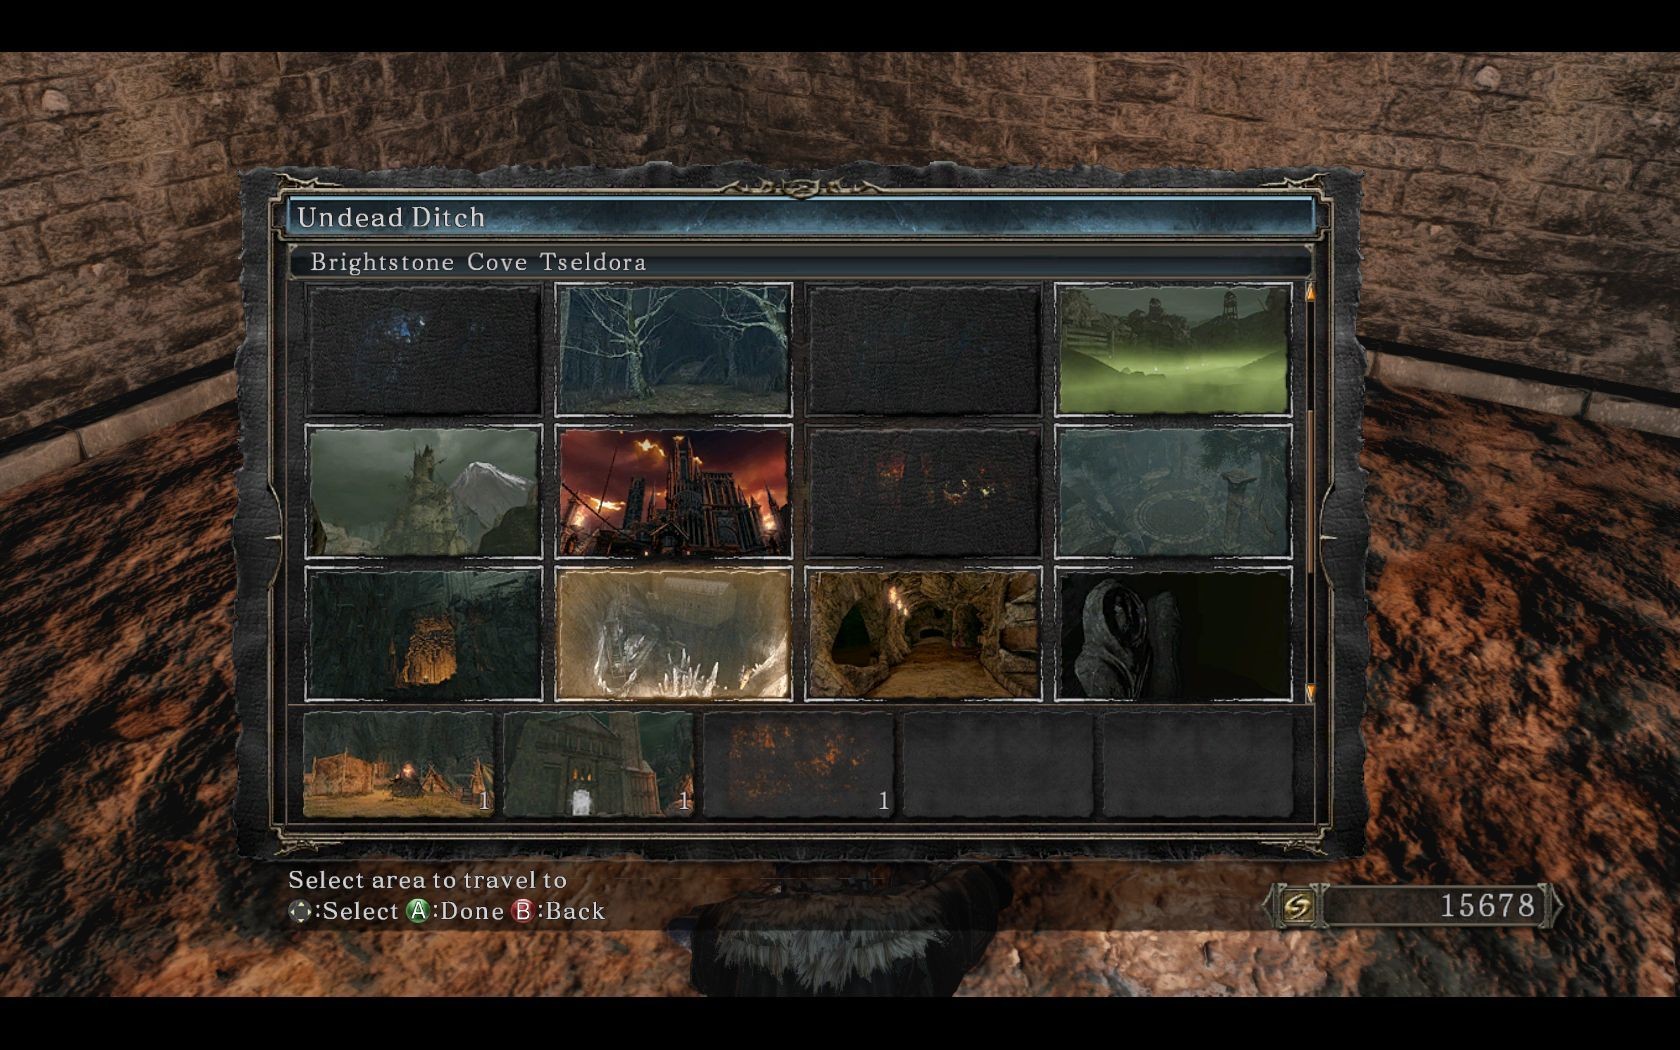 Undead Ditch
Brightstone Cove Tseldora
1
1
1
Select area to travel to
:Select A:Done B:Back
15678